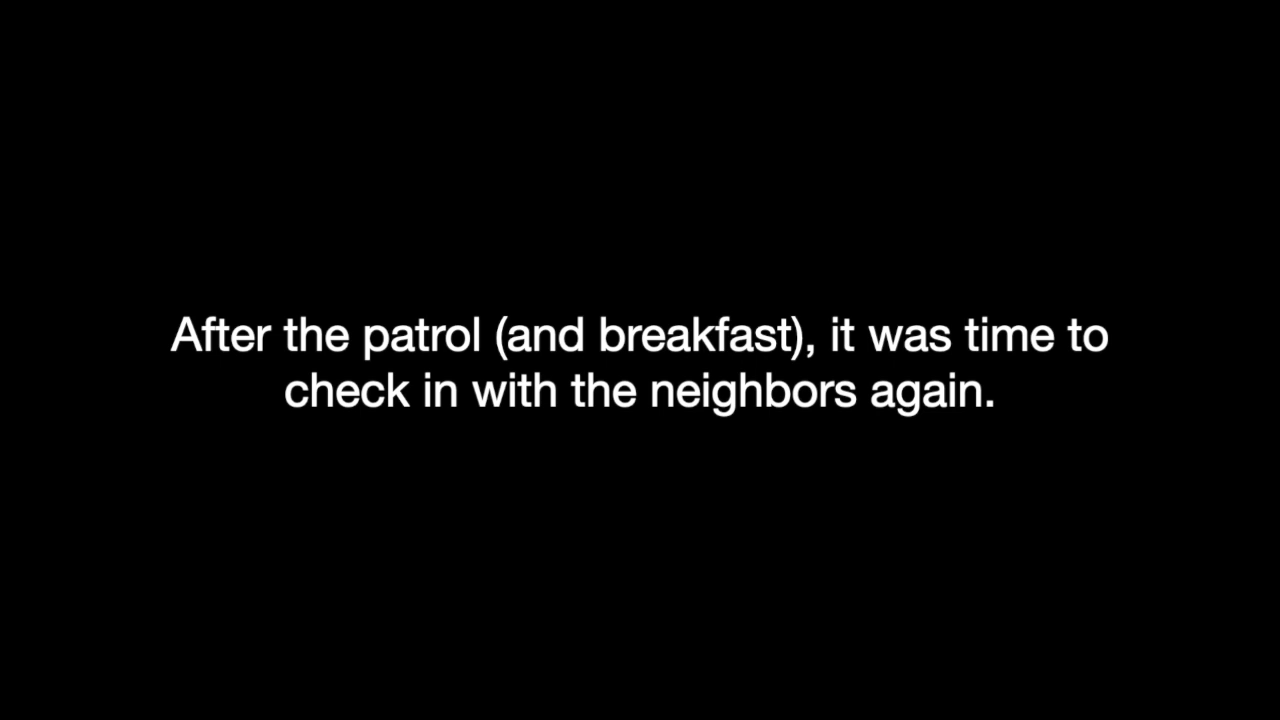 After the patrol (and breakfast), it was time to
check in with the neighbors again.